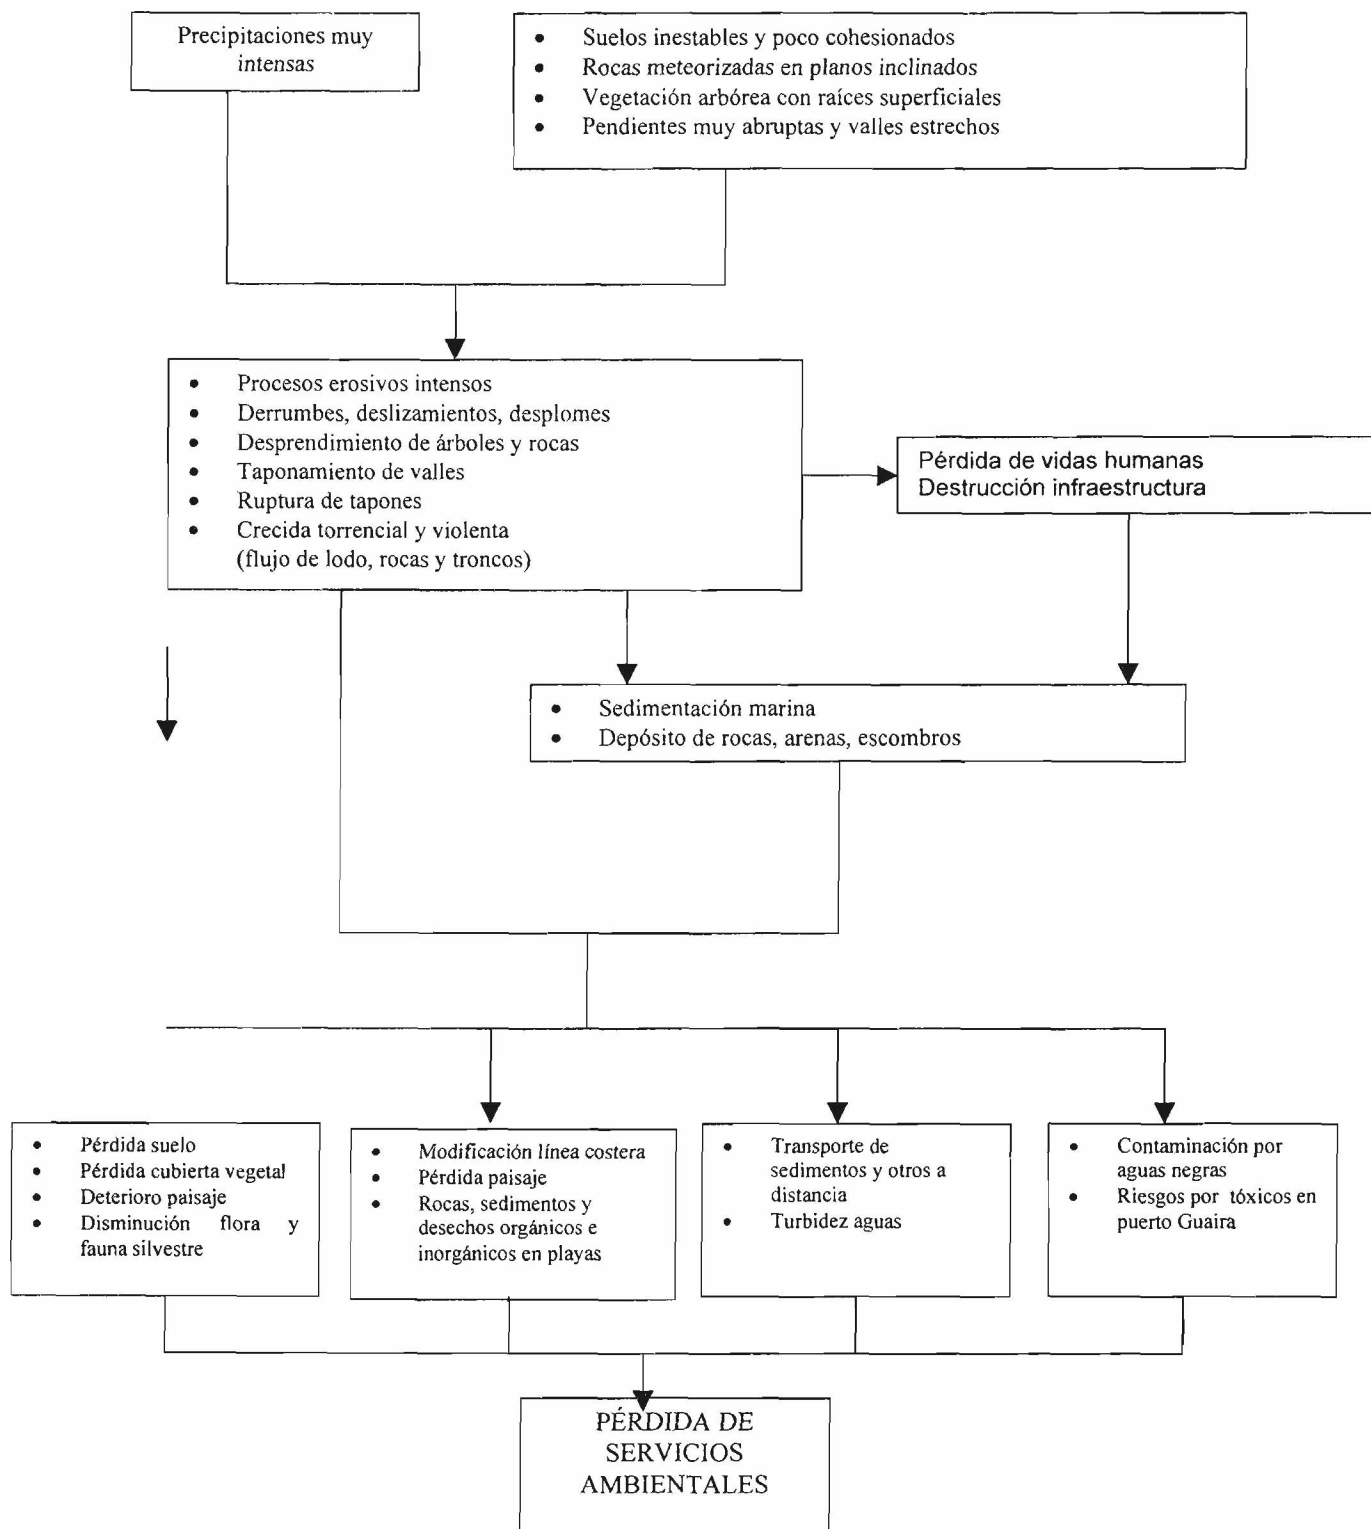 Precipitaciones muy
intensas
• Suelos inestables y poco cohesionados
• Rocas meteorizadas en planos inclinados
• Vegetación arbórea con raíces superficiales
• Pendientes muy abruptas y valles estrechos
• Procesos erosivos intensos
• Derrumbes, deslizamientos, desplomes
• Desprendimiento de árboles y rocas
• Taponamiento de valles
• Ruptura de tapones
• Crecida torrencial y violenta
(flujo de lodo, rocas y troncos)
Pérdida de vidas humanas
Destrucción infraestructura
• Sedimentación marina
• Depósito de rocas, arenas, escombros
• Pérdida suelo
• Pérdida cubierta vegetal
• Deterioro paisaje
• Disminución flora y
fauna silvestre
• Modificación línea costera
• Pérdida paisaje
• Rocas, sedimentos y
desechos orgánicos e
inorgánicos en playas
• Transporte de
sedimentos y otros a
distancia
• Turbidez aguas
• Contaminación por
aguas negras
• Riesgos por tóxicos en
puerto Guaira
PÉRDIDA DE
SERVICIOS
AMBIENTALES